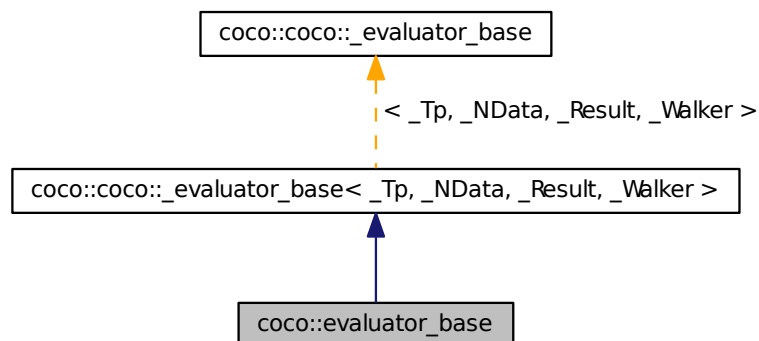 coco::coco::_evaluator_base
< _Tp, _NData, _Result, _Walker >
coco::coco::_evaluator_base< _Tp, _NData, _Result, _Walker >
coco::evaluator_base